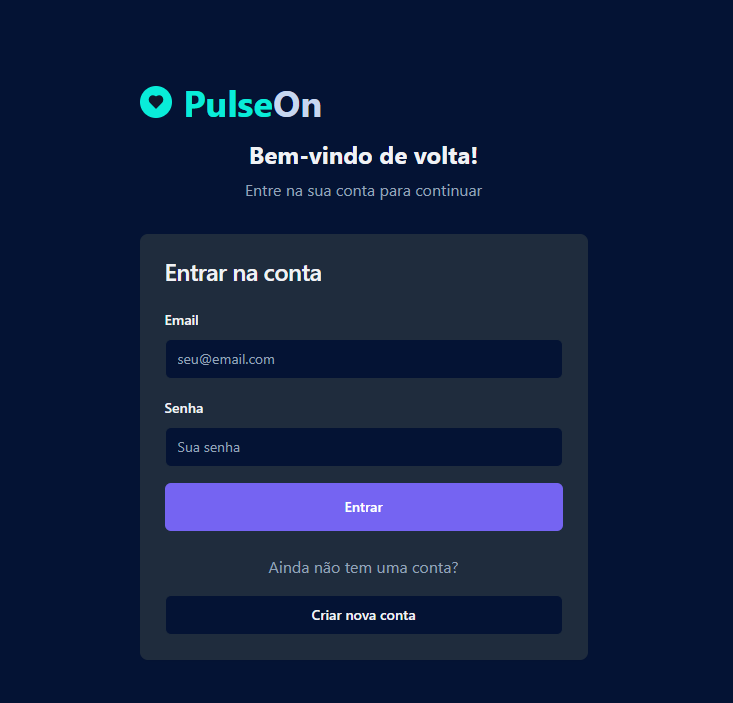 PulseOn
Bem-vindo de volta!
Entre na sua conta para continuar
Entrar na conta
Email
seu@email.com
Senha
Sua senha
Entrar
Ainda não tem uma conta?
Criar nova conta